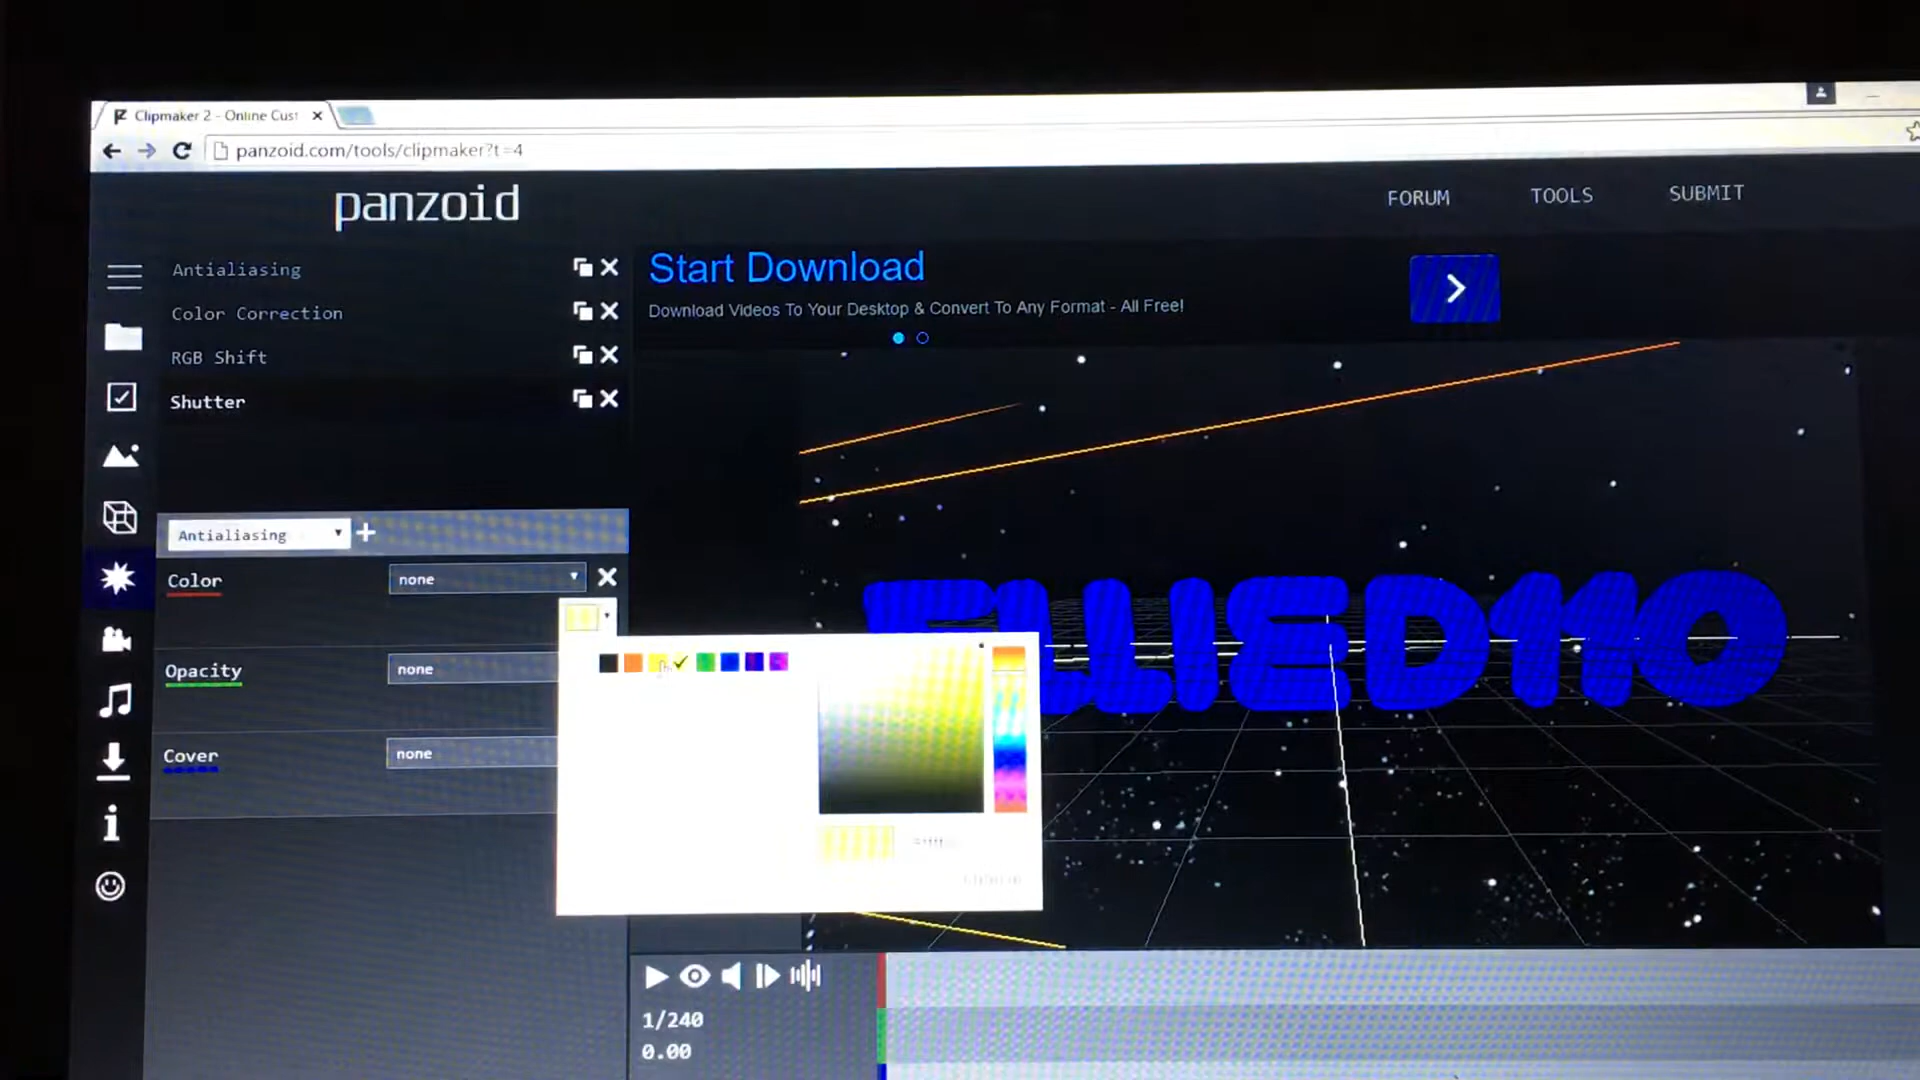 Clipmaker 2 - Online Cust
panzoid.com/tools/clipmaker?t=4
panzoid
FORUM
TOOLS
SUBMIT
Antialiasing
Color Correction
RGB Shift
Shutter
Start Download
Download Videos To Your Desktop & Convert To Any Format - All Free!
Antialiasing
Color
none
Opacity
none
Cover
none
1/240
0.00